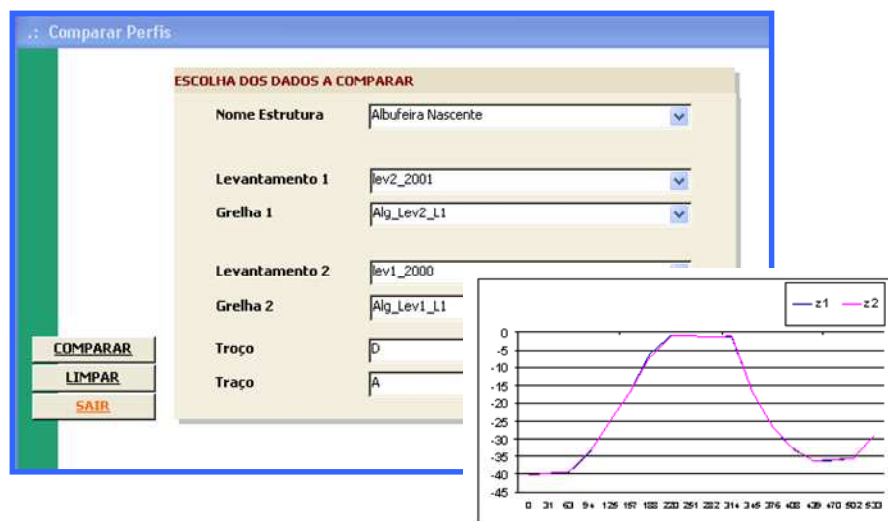 .: Comparar Perfis
ESCOLHA DOS DADOS A COMPARAR
Nome Estrutura Albufeira Nascente
Levantamento 1 lev2_2001
Grelha 1 Alg_Lev2_L1
Levantamento 2 lev1_2000
Grelha 2 Alg_Lev1_L1
Troço D
Traço A
COMPARAR
LIMPAR
SAIR
z1 z2
0
-5
-10
-15
-20
-25
-30
-35
-40
-45
0 31 63 94 125 157 188 220 251 282 314 345 376 408 439 470 502 533